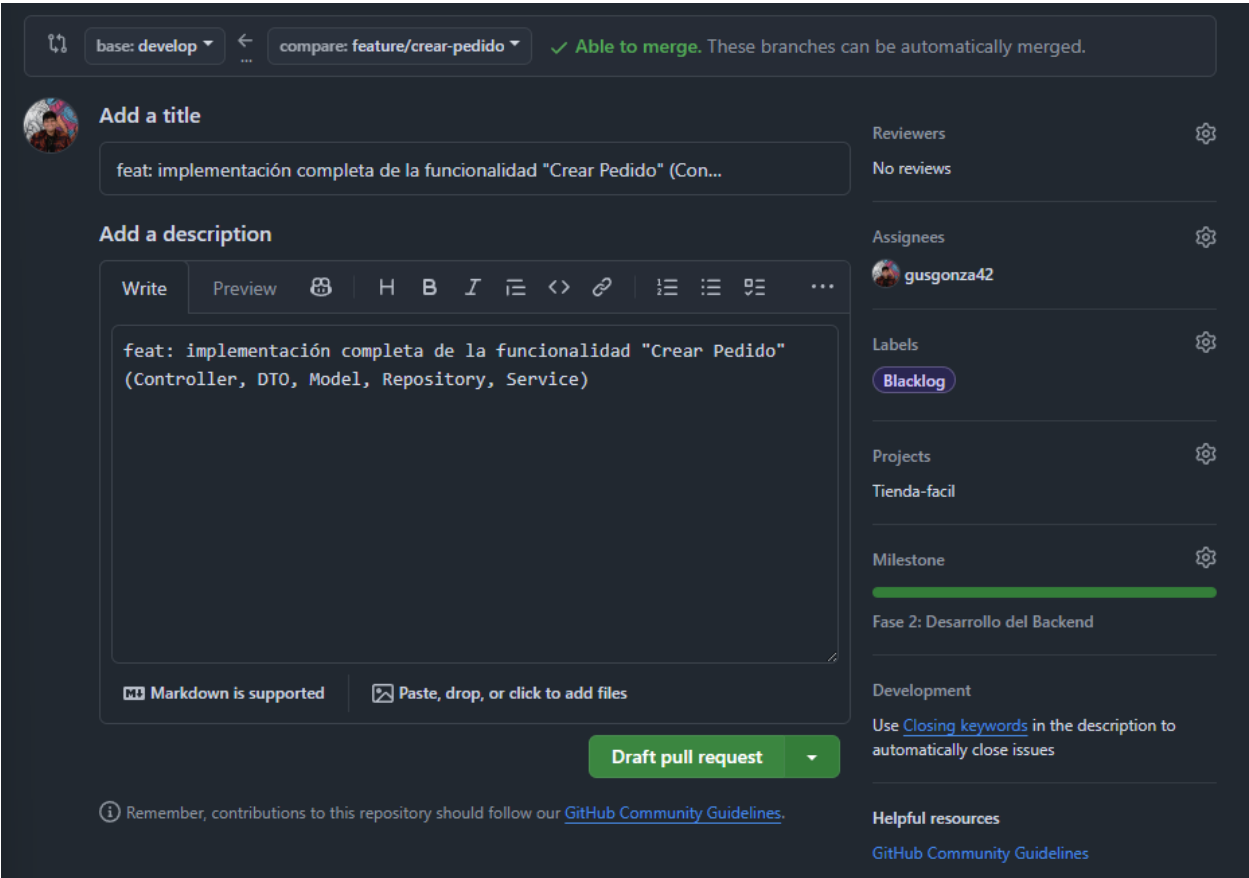 base: develop
compare: feature/crear-pedido
Able to merge. These branches can be automatically merged.
Add a title
feat: implementación completa de la funcionalidad "Crear Pedido" (Con...
Add a description
Write
Preview
H B I <> ...
feat: implementación completa de la funcionalidad "Crear Pedido"
(Controller, DTO, Model, Repository, Service)
Markdown is supported
Paste, drop, or click to add files
Draft pull request
Remember, contributions to this repository should follow our GitHub Community Guidelines.
Reviewers
No reviews
Assignees
gusgonza42
Labels
Blacklog
Projects
Tienda-facil
Milestone
Fase 2: Desarrollo del Backend
Development
Use Closing keywords in the description to
automatically close issues
Helpful resources
GitHub Community Guidelines